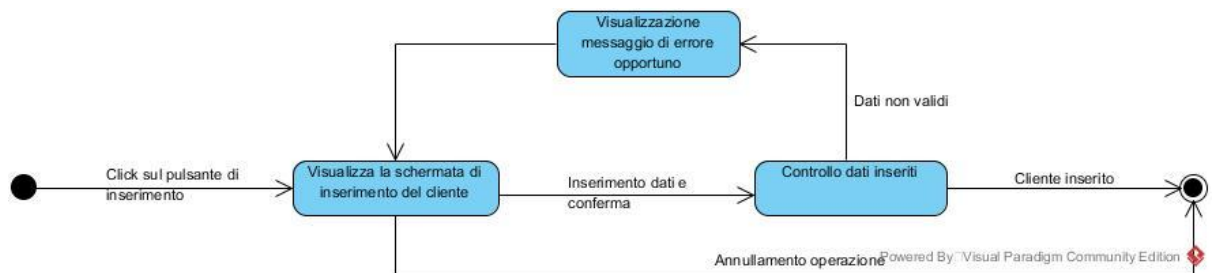 Visualizzazione
messaggio di errore
opportuno
Dati non validi
Click sul pulsante di
inserimento
Visualizza la schermata di
inserimento del cliente
Inserimento dati e
conferma
Controllo dati inseriti
Cliente inserito
Annullamento operazione
Powered By Visual Paradigm Community Edition